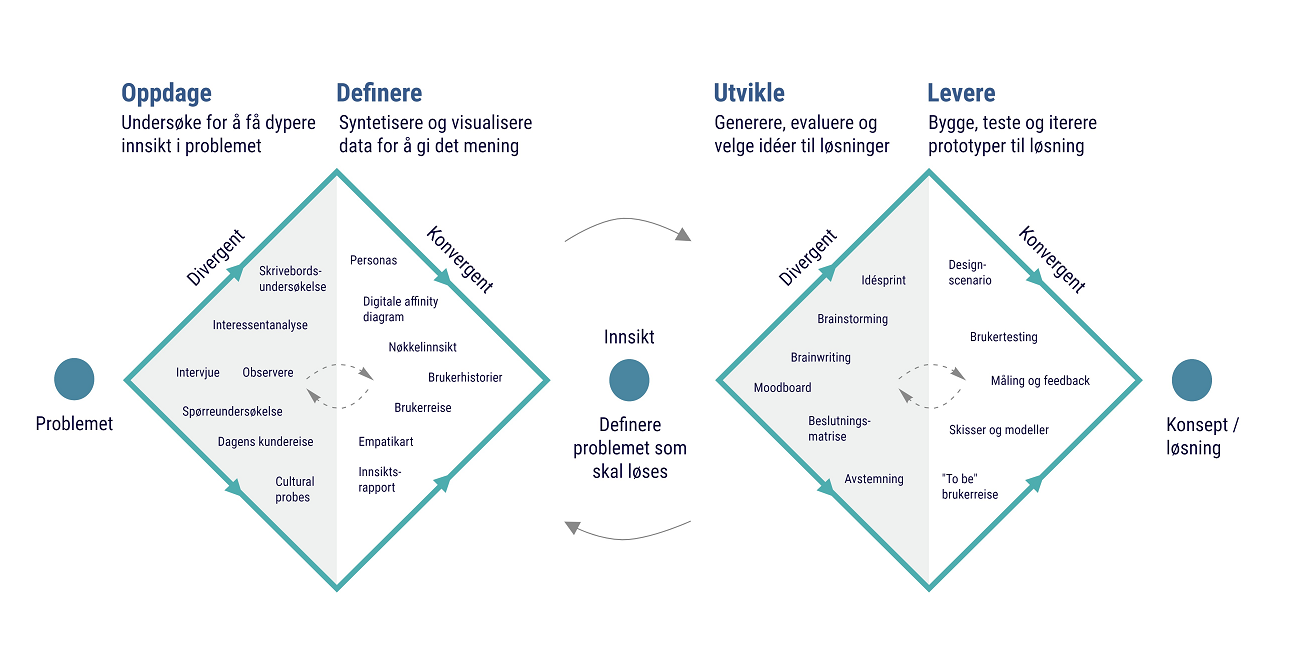 Oppdage
Undersøke for å få dypere
innsikt i problemet
Definere
Syntetisere og visualisere
data for å gi det mening
Utvikle
Generere, evaluere og
velge idéer til løsninger
Levere
Bygge, teste og iterere
prototyper til løsning
Problemet
Divergent
Skrivebords-
undersøkelse
Interessentanalyse
Intervjue
Observere
Spørreundersøkelse
Dagens kundereise
Cultural
probes
Konvergent
Personas
Digitale affinity
diagram
Nøkkelinnsikt
Brukerhistorier
Brukerreise
Empatikart
Innsikts-
rapport
Innsikt
Definere
problemet som
skal løses
Divergent
Idésprint
Brainstorming
Brainwriting
Moodboard
Beslutnings-
matrise
Avstemning
Konvergent
Design-
scenario
Brukertesting
Måling og feedback
Skisser og modeller
"To be"
brukerreise
Konsept /
løsning